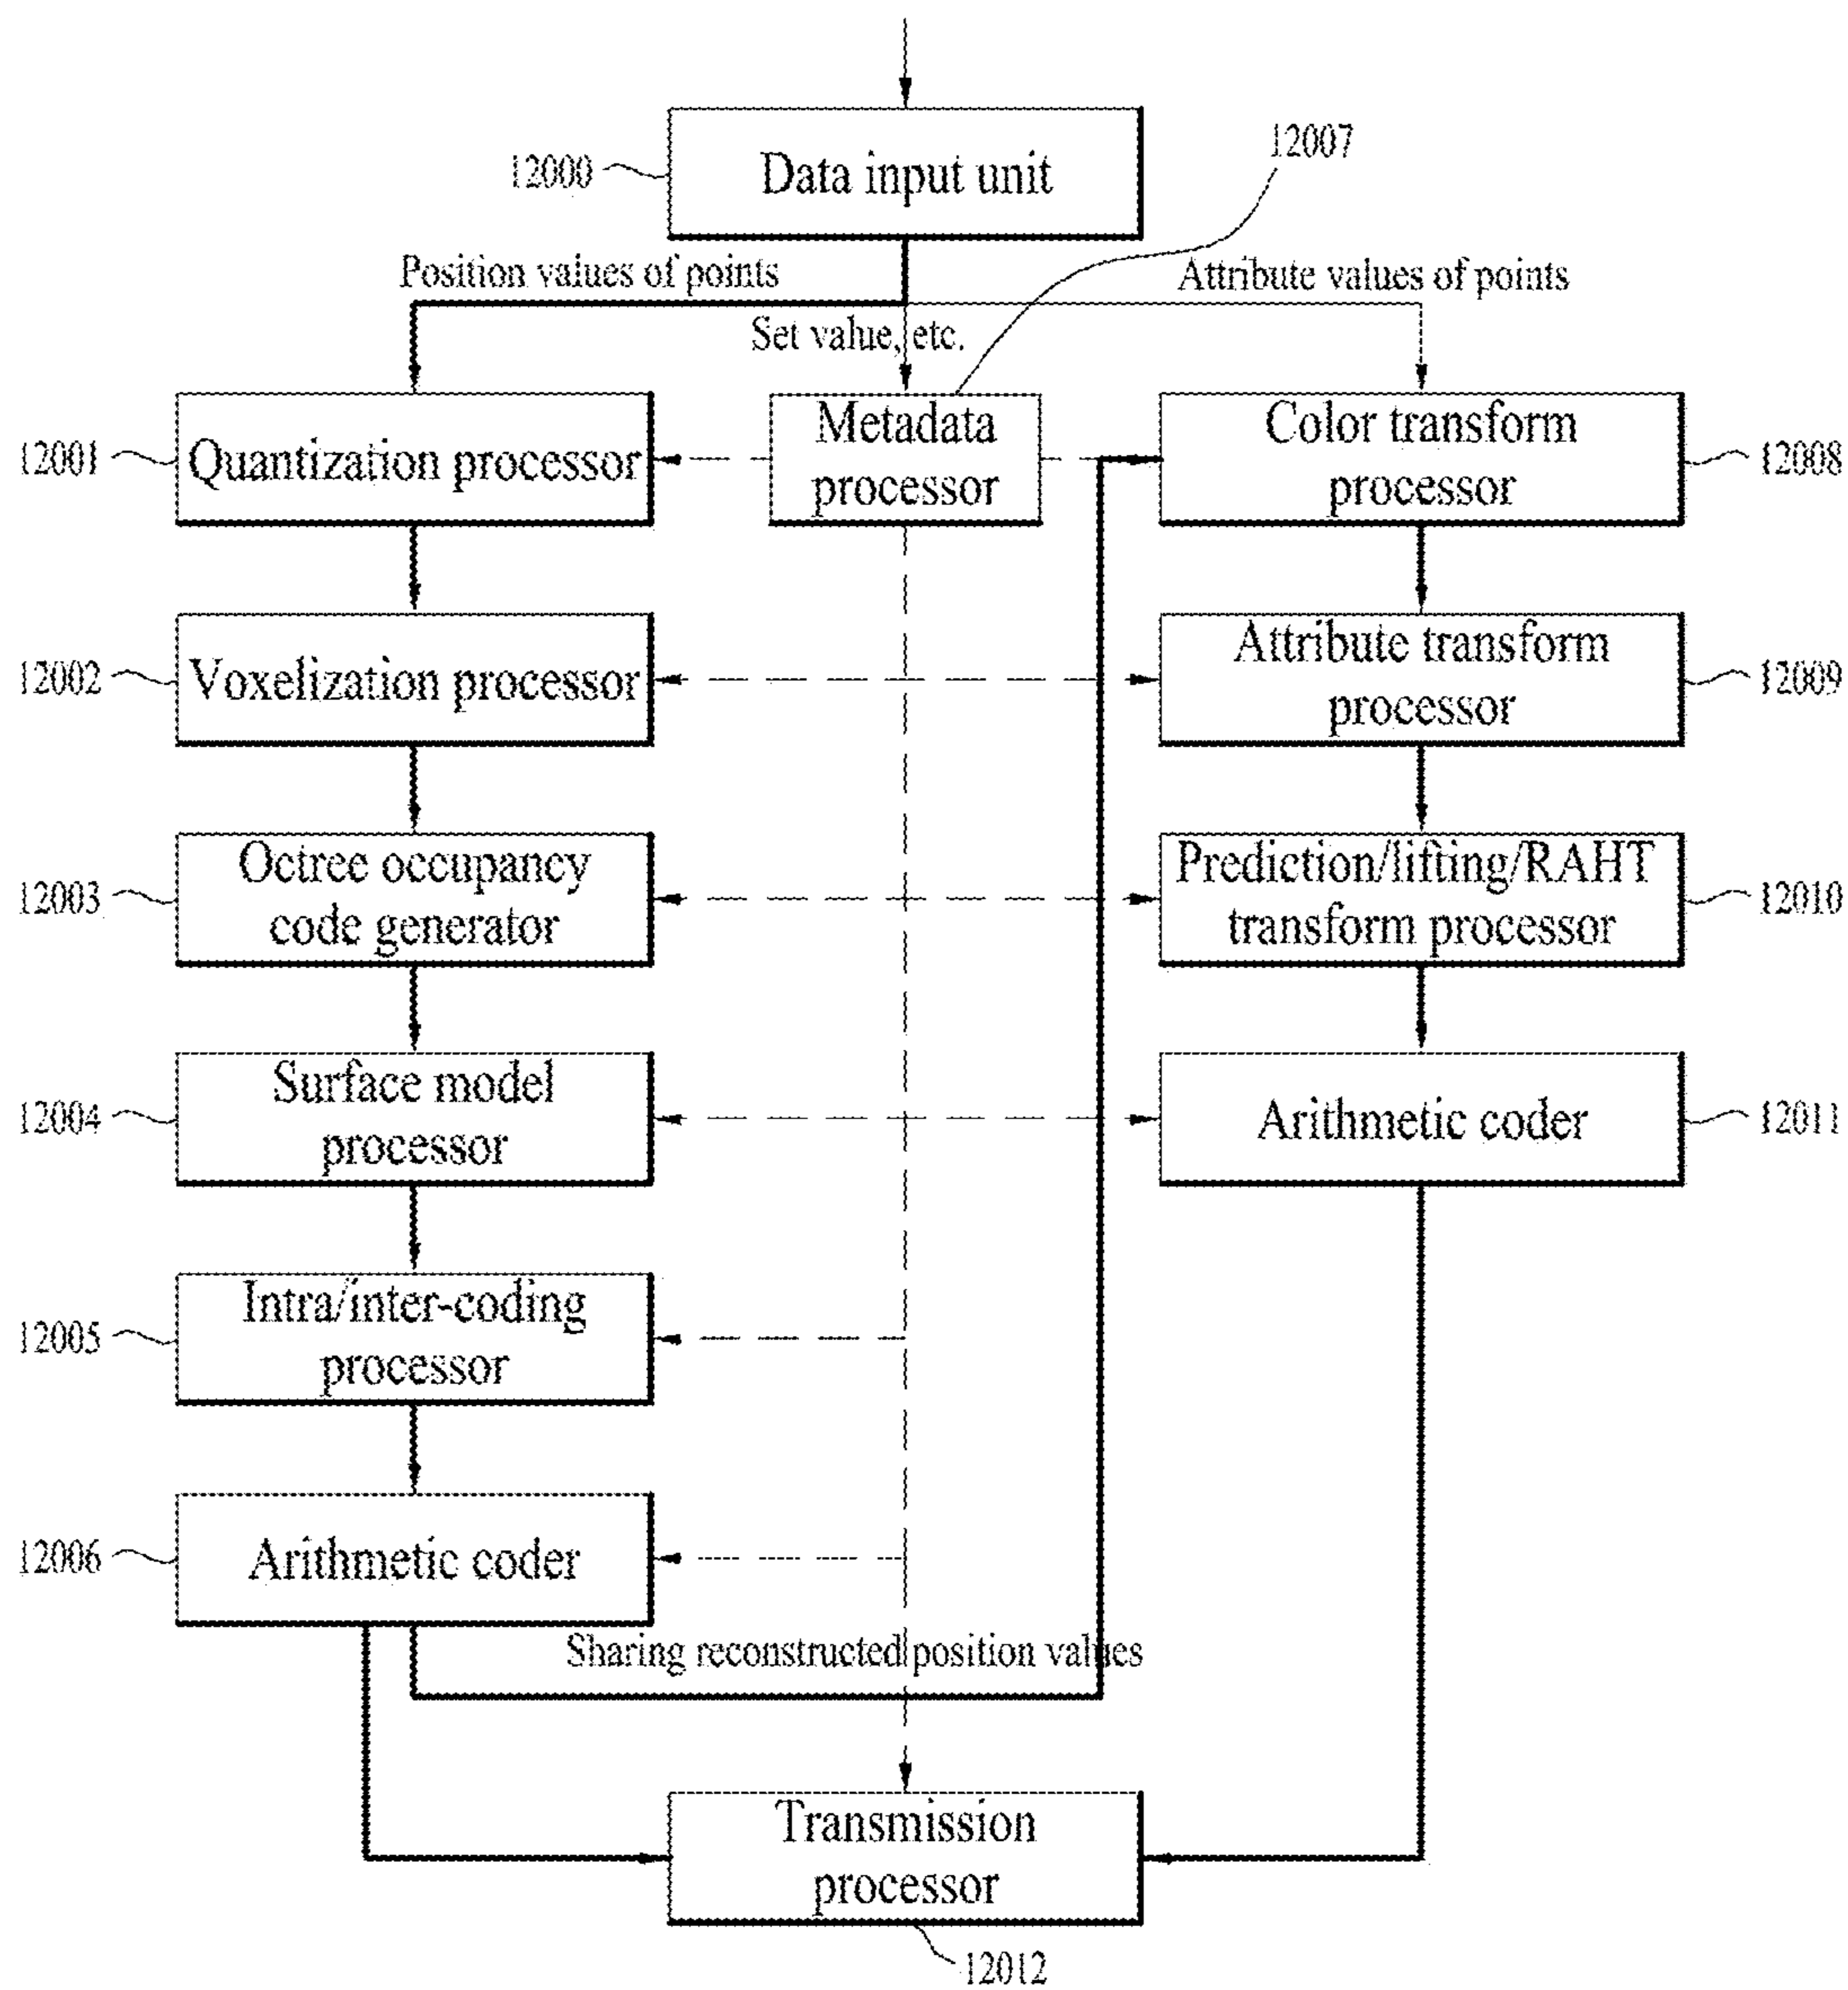 12000
Data input unit
12007
Position values of points
Attribute values of points
Set value, etc.
12001
Quantization processor
Metadata
processor
Color transform
processor
12008
12002
Voxelization processor
Attribute transform
processor
12009
12003
Octree occupancy
code generator
Prediction/lifting/RAHT
transform processor
12010
12004
Surface model
processor
Arithmetic coder
12011
12005
Intra/inter-coding
processor
12006
Arithmetic coder
Sharing reconstructed position values
Transmission
processor
12012